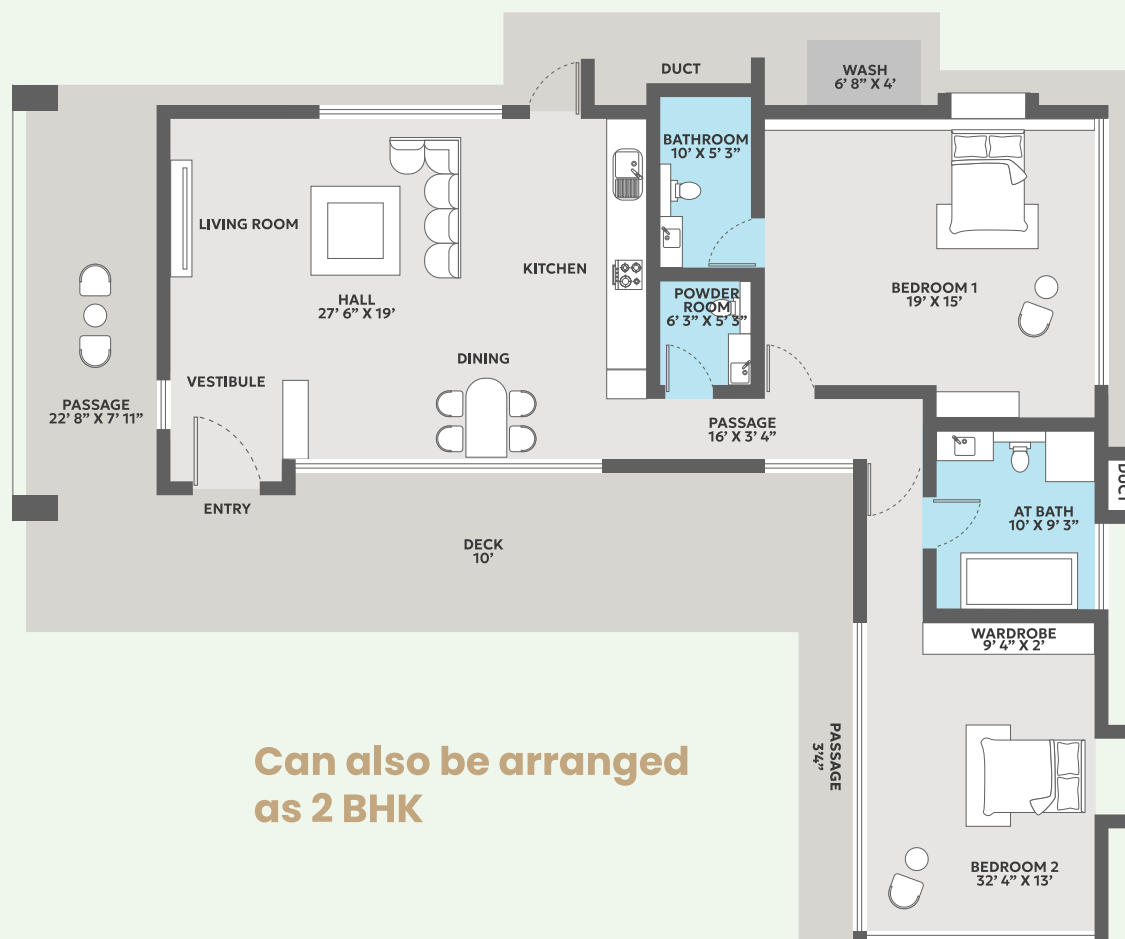 DUCT
WASH
6’ 8” X 4’
BATHROOM
10’ X 5’ 3”
LIVING ROOM
KITCHEN
HALL
27’ 6” X 19’
POWDER
ROOM
6’ 3” X 5’ 3”
BEDROOM 1
19’ X 15’
DINING
VESTIBULE
PASSAGE
22’ 8” X 7’ 11”
PASSAGE
16’ X 3’ 4”
ENTRY
DUCT
AT BATH
10’ X 9’ 3”
DECK
10’
WARDROBE
9’ 4” X 2’
PASSAGE
3’4”
Can also be arranged
as 2 BHK
BEDROOM 2
32’ 4” X 13’